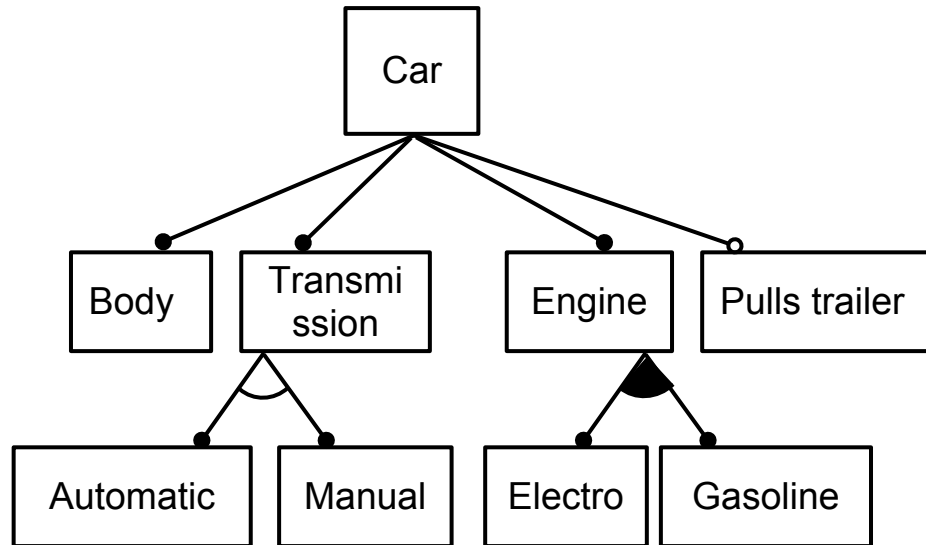 Car
Body
Transmi
ssion
Engine
Pulls trailer
Automatic
Manual
Electro
Gasoline